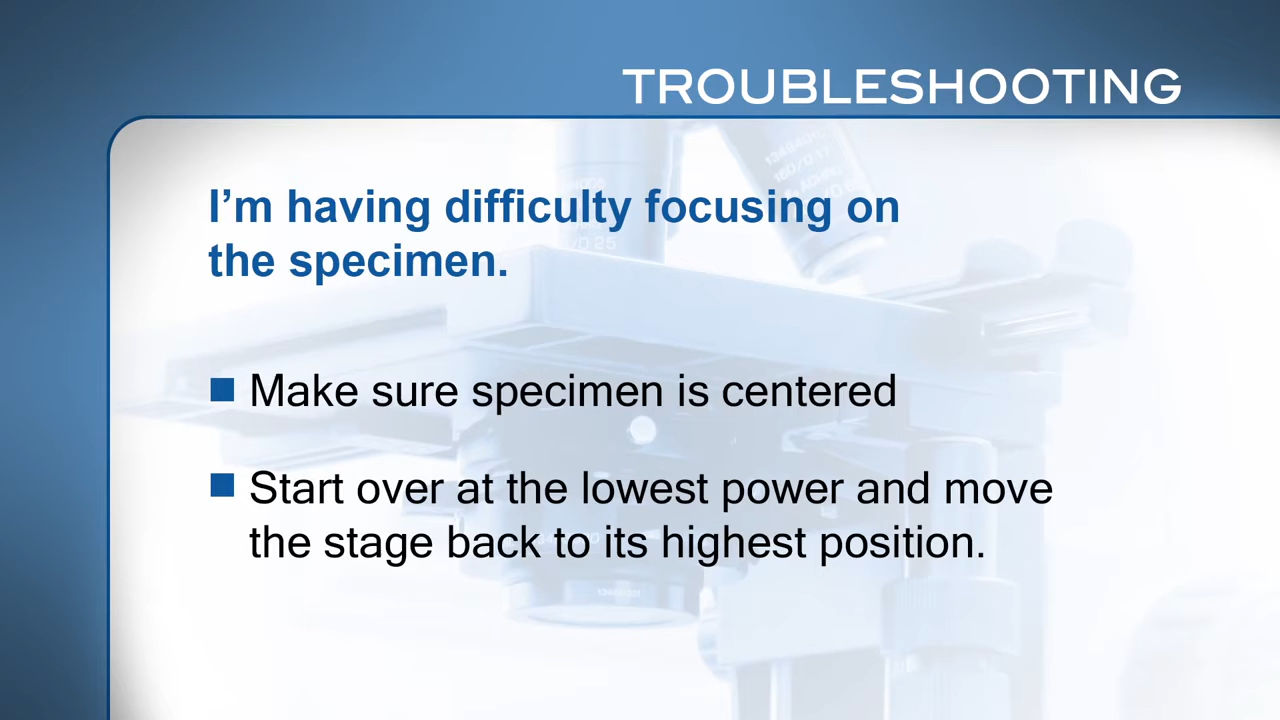 TROUBLESHOOTING
I'm having difficulty focusing on
the specimen.
Make sure specimen is centered
Start over at the lowest power and move
the stage back to its highest position.